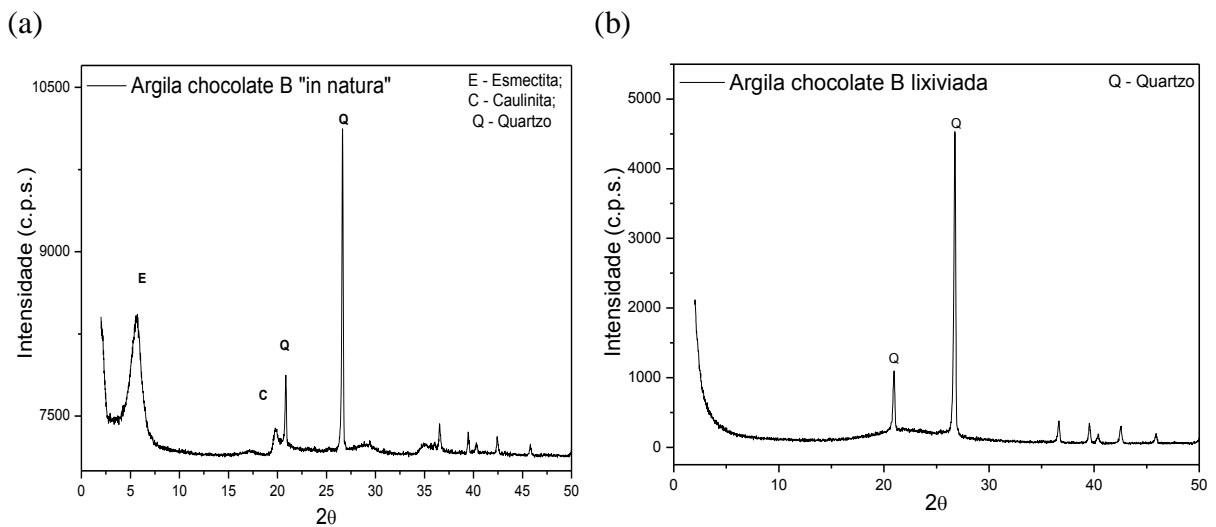 (a)
Argila chocolate B "in natura"
E - Esmectita;
C - Caulinita;
Q - Quartzo
Intensidade (c.p.s.)
10500
9000
7500
E
C
Q
Q
0 5 10 15 20 25 30 35 40 45 50
2θ
(b)
Argila chocolate B lixiviada
Q - Quartzo
Intensidade (c.p.s.)
5000
4000
3000
2000
1000
0
Q
Q
0 10 20 30 40 50
2θ